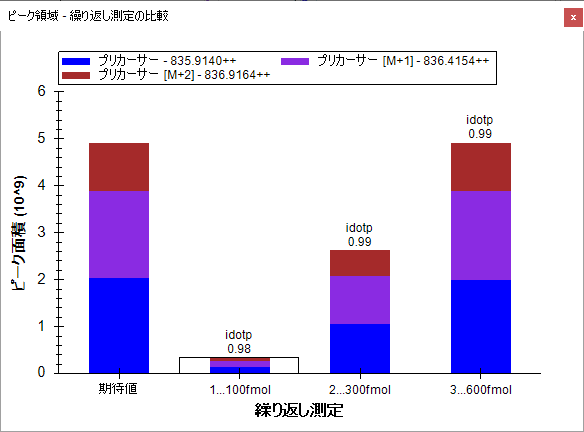 ピーク領域 - 繰り返し測定の比較
プリカーサー - 835.9140++
プリカーサー [M+1] - 836.4154++
プリカーサー [M+2] - 836.9164++
ピーク面積 (10^9)
6
5
4
3
2
1
0
idotp
0.98
idotp
0.99
idotp
0.99
期待値
1...100fmol
2...300fmol
3...600fmol
繰り返し測定